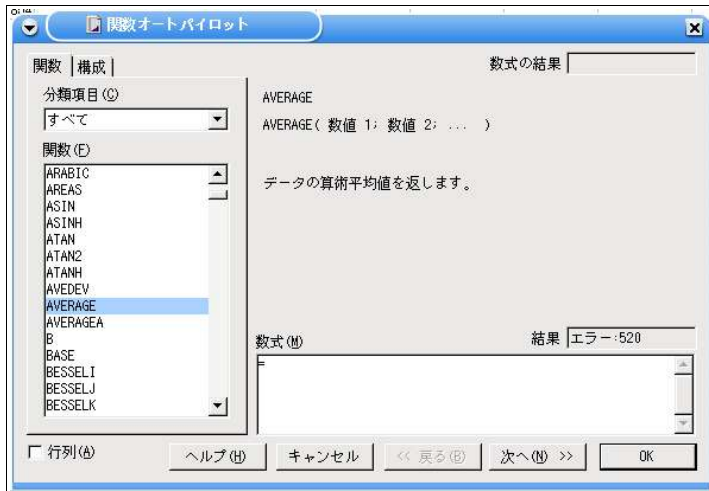 関数オートパイロット
関数
構成
数式の結果
分類項目(C)
すべて
関数(F)
ARABIC
AREAS
ASIN
ASINH
ATAN
ATAN2
ATANH
AVEDEV
AVERAGE
AVERAGEA
B
BASE
BESSELI
BESSELJ
BESSELK
AVERAGE
AVERAGE( 数値 1; 数値 2; ... )
データの算術平均値を返します。
数式(M)
結果 エラー:520
=
行列(A)
ヘルプ(H)
キャンセル
<< 戻る(B)
次へ(N) >>
OK